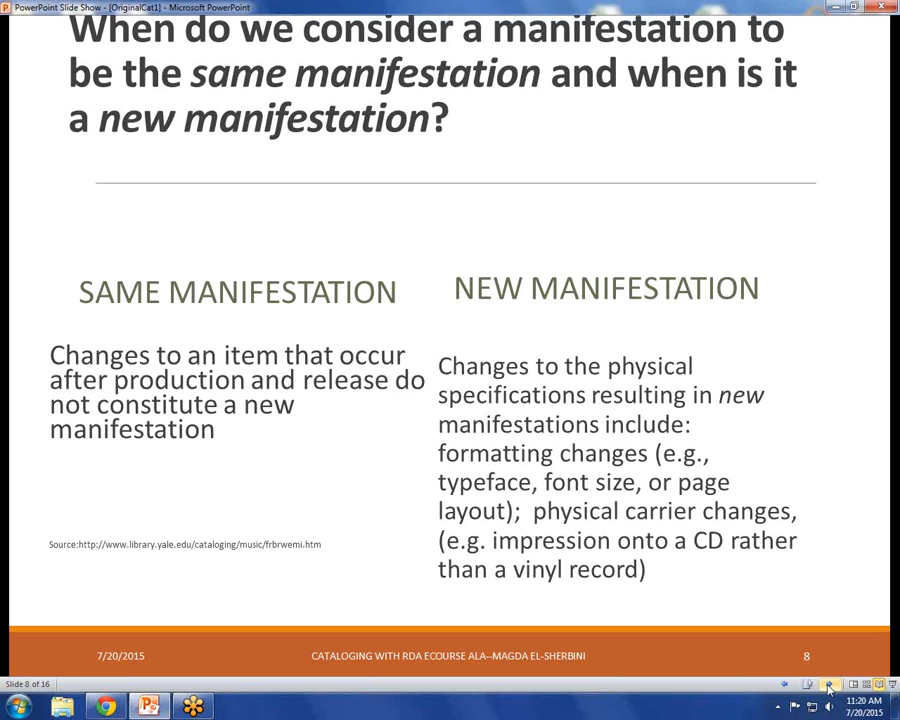 PowerPoint Slide Show - [OriginalCat1] - Microsoft PowerPoint
When do we consider a manifestation to
be the same manifestation and when is it
a new manifestation?
SAME MANIFESTATION
Changes to an item that occur
after production and release do
not constitute a new
manifestation
Source:http://www.library.yale.edu/cataloging/music/frbrwemi.htm
NEW MANIFESTATION
Changes to the physical
specifications resulting in new
manifestations include:
formatting changes (e.g.,
typeface, font size, or page
layout);  physical carrier changes,
(e.g. impression onto a CD rather
than a vinyl record)
7/20/2015
CATALOGING WITH RDA ECOURSE ALA--MAGDA EL-SHERBINI
8
Slide 8 of 16
11:20 AM
7/20/2015